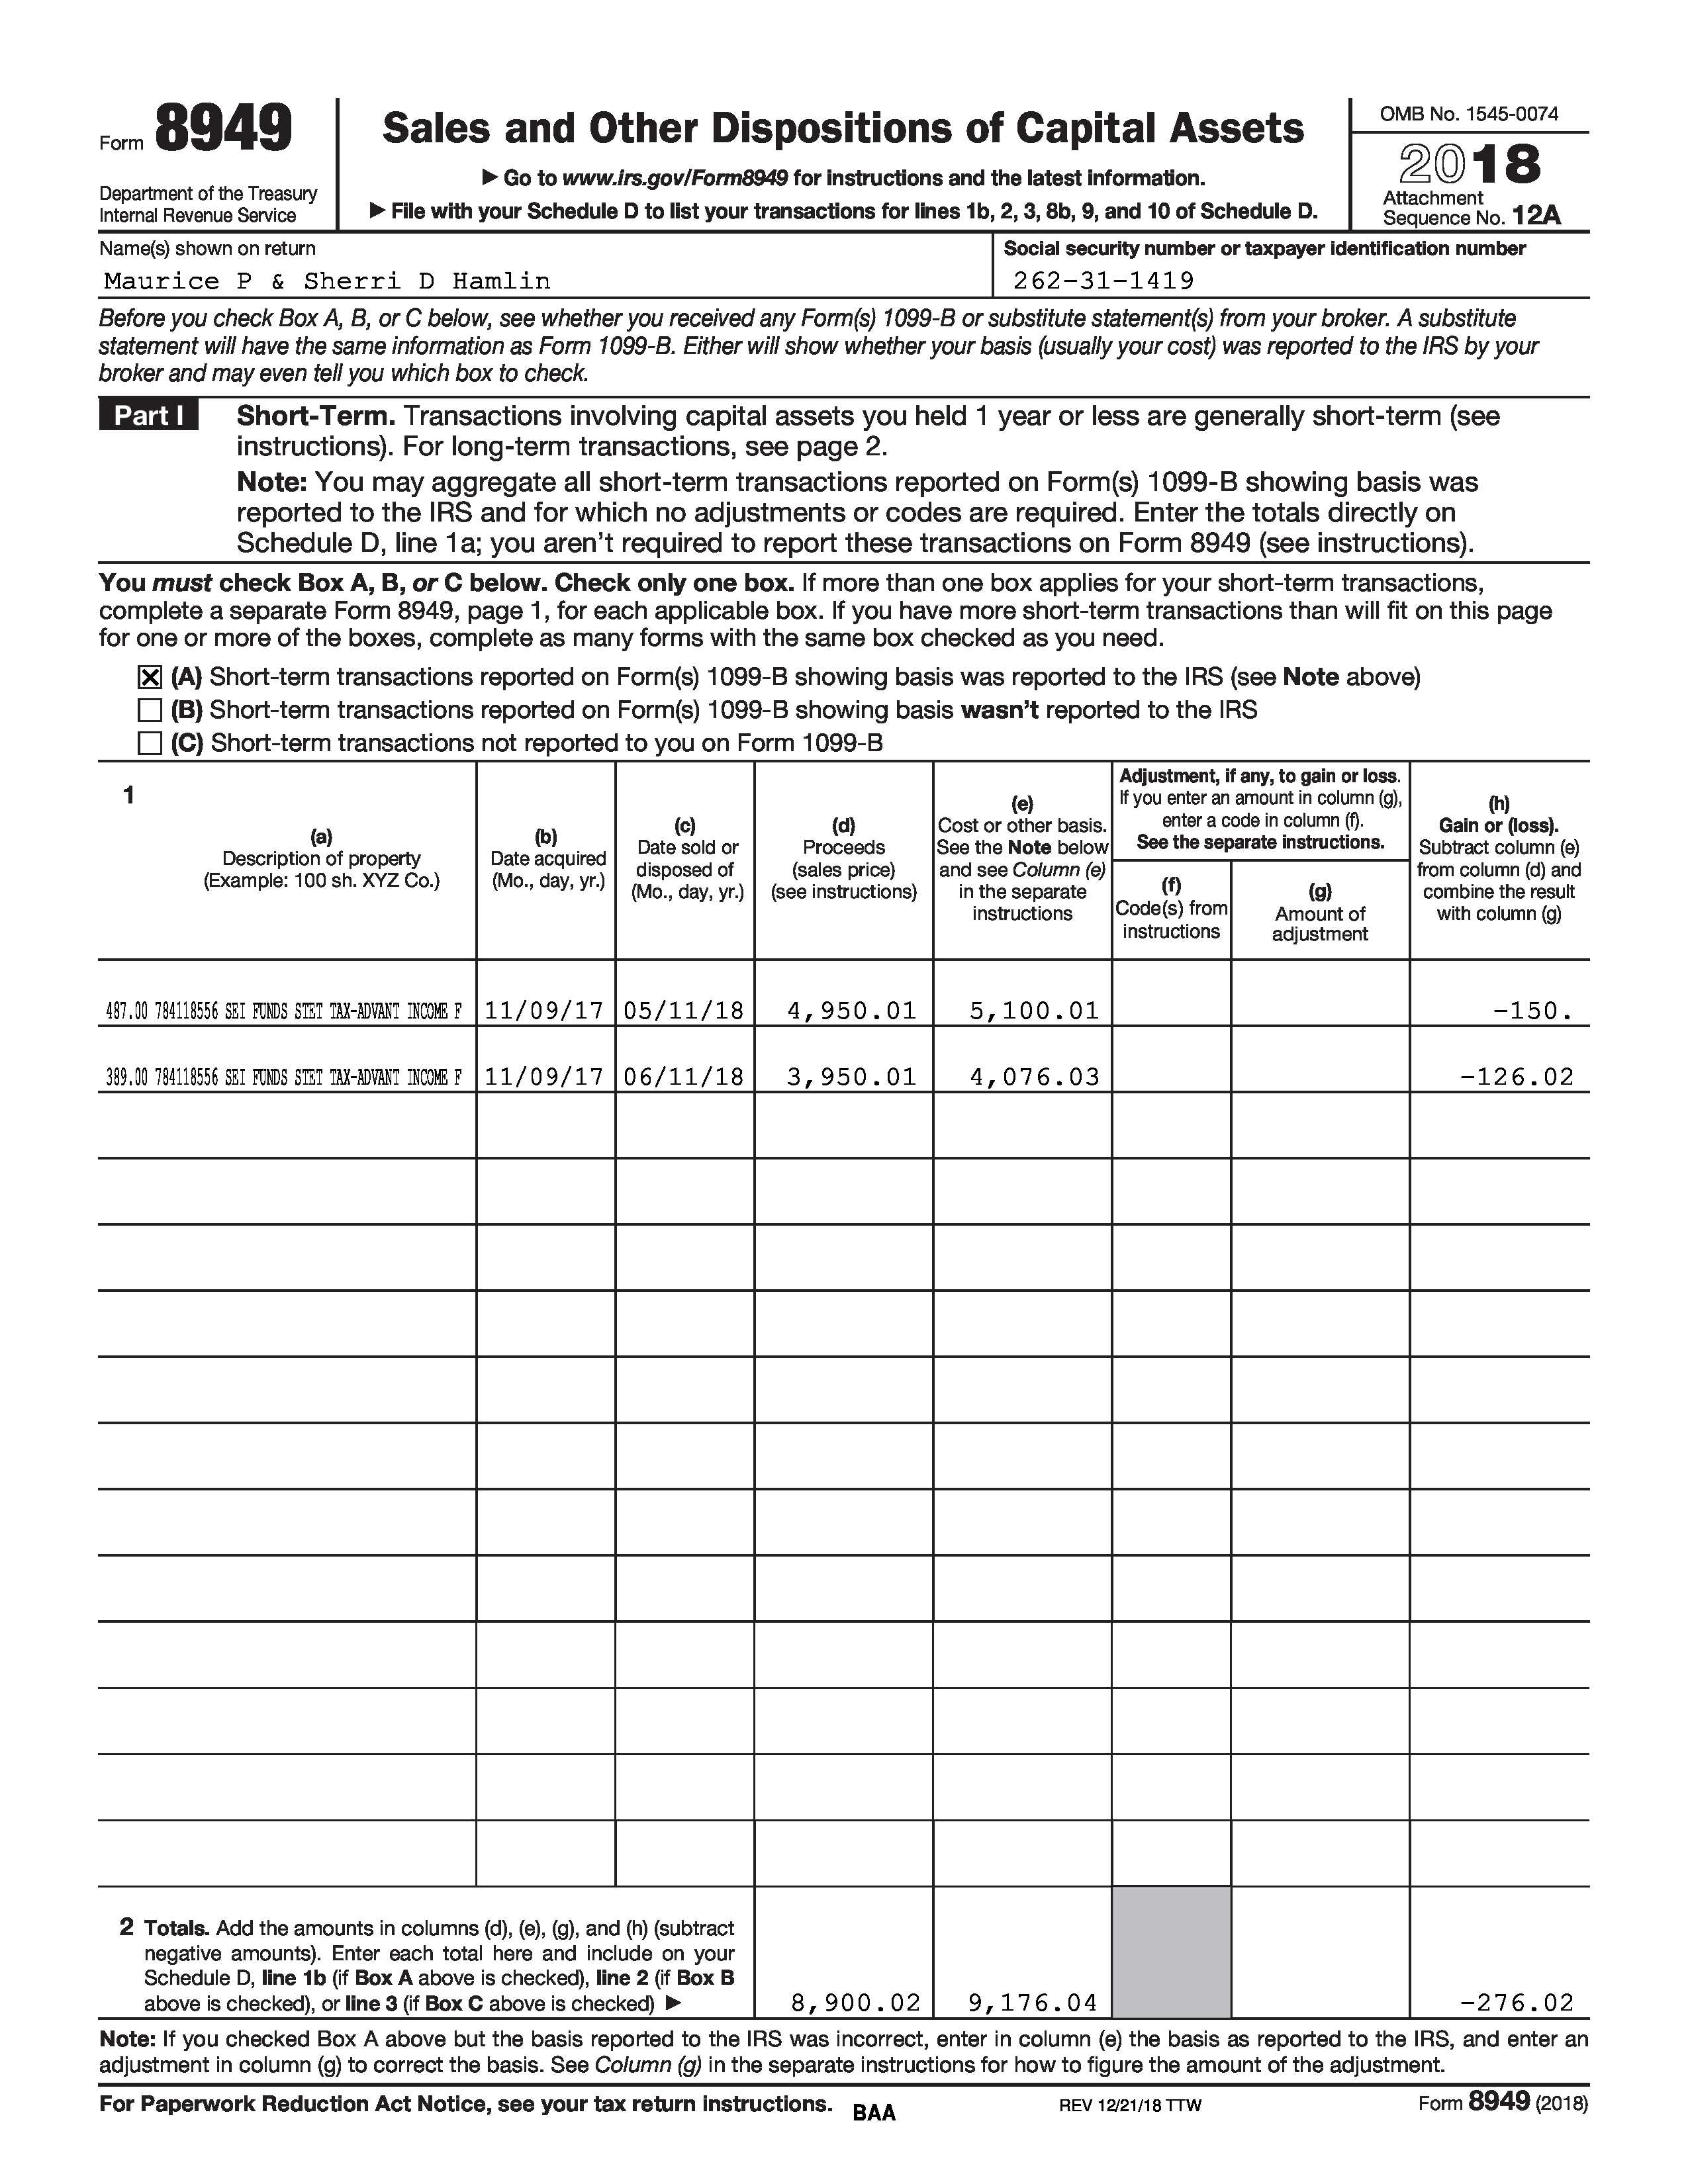 Form 8949
Department of the Treasury
Internal Revenue Service
Sales and Other Dispositions of Capital Assets
▶ Go to www.irs.gov/Form8949 for instructions and the latest information.
▶ File with your Schedule D to list your transactions for lines 1b, 2, 3, 8b, 9, and 10 of Schedule D.
OMB No. 1545-0074
2018
Attachment
Sequence No. 12A
Name(s) shown on return
Maurice P & Sherri D Hamlin
Social security number or taxpayer identification number
262-31-1419
Before you check Box A, B, or C below, see whether you received any Form(s) 1099-B or substitute statement(s) from your broker. A substitute
statement will have the same information as Form 1099-B. Either will show whether your basis (usually your cost) was reported to the IRS by your
broker and may even tell you which box to check.
Part I Short-Term. Transactions involving capital assets you held 1 year or less are generally short-term (see
instructions). For long-term transactions, see page 2.
Note: You may aggregate all short-term transactions reported on Form(s) 1099-B showing basis was
reported to the IRS and for which no adjustments or codes are required. Enter the totals directly on
Schedule D, line 1a; you aren't required to report these transactions on Form 8949 (see instructions).
You must check Box A, B, or C below. Check only one box. If more than one box applies for your short-term transactions,
complete a separate Form 8949, page 1, for each applicable box. If you have more short-term transactions than will fit on this page
for one or more of the boxes, complete as many forms with the same box checked as you need.
☒ (A) Short-term transactions reported on Form(s) 1099-B showing basis was reported to the IRS (see Note above)
☐ (B) Short-term transactions reported on Form(s) 1099-B showing basis wasn't reported to the IRS
☐ (C) Short-term transactions not reported to you on Form 1099-B
1
(a)
Description of property
(Example: 100 sh. XYZ Co.)
(b)
Date acquired
(Mo., day, yr.)
(c)
Date sold or
disposed of
(Mo., day, yr.)
(d)
Proceeds
(sales price)
(see instructions)
(e)
Cost or other basis.
See the Note below
and see Column (e)
in the separate
instructions
Adjustment, if any, to gain or loss.
If you enter an amount in column (g),
enter a code in column (f).
See the separate instructions.
(f)
Code(s) from
instructions
(g)
Amount of
adjustment
(h)
Gain or (loss).
Subtract column (e)
from column (d) and
combine the result
with column (g)
487.00 784118556 SEI FUNDS STET TAX-ADVANT INCOME F 11/09/17 05/11/18 4,950.01 5,100.01 -150.
389.00 784118556 SEI FUNDS STET TAX-ADVANT INCOME F 11/09/17 06/11/18 3,950.01 4,076.03 -126.02
2 Totals. Add the amounts in columns (d), (e), (g), and (h) (subtract
negative amounts). Enter each total here and include on your
Schedule D, line 1b (if Box A above is checked), line 2 (if Box B
above is checked), or line 3 (if Box C above is checked) ▶ 8,900.02 9,176.04 -276.02
Note: If you checked Box A above but the basis reported to the IRS was incorrect, enter in column (e) the basis as reported to the IRS, and enter an
adjustment in column (g) to correct the basis. See Column (g) in the separate instructions for how to figure the amount of the adjustment.
For Paperwork Reduction Act Notice, see your tax return instructions. BAA REV 12/21/18 TTW Form 8949 (2018)